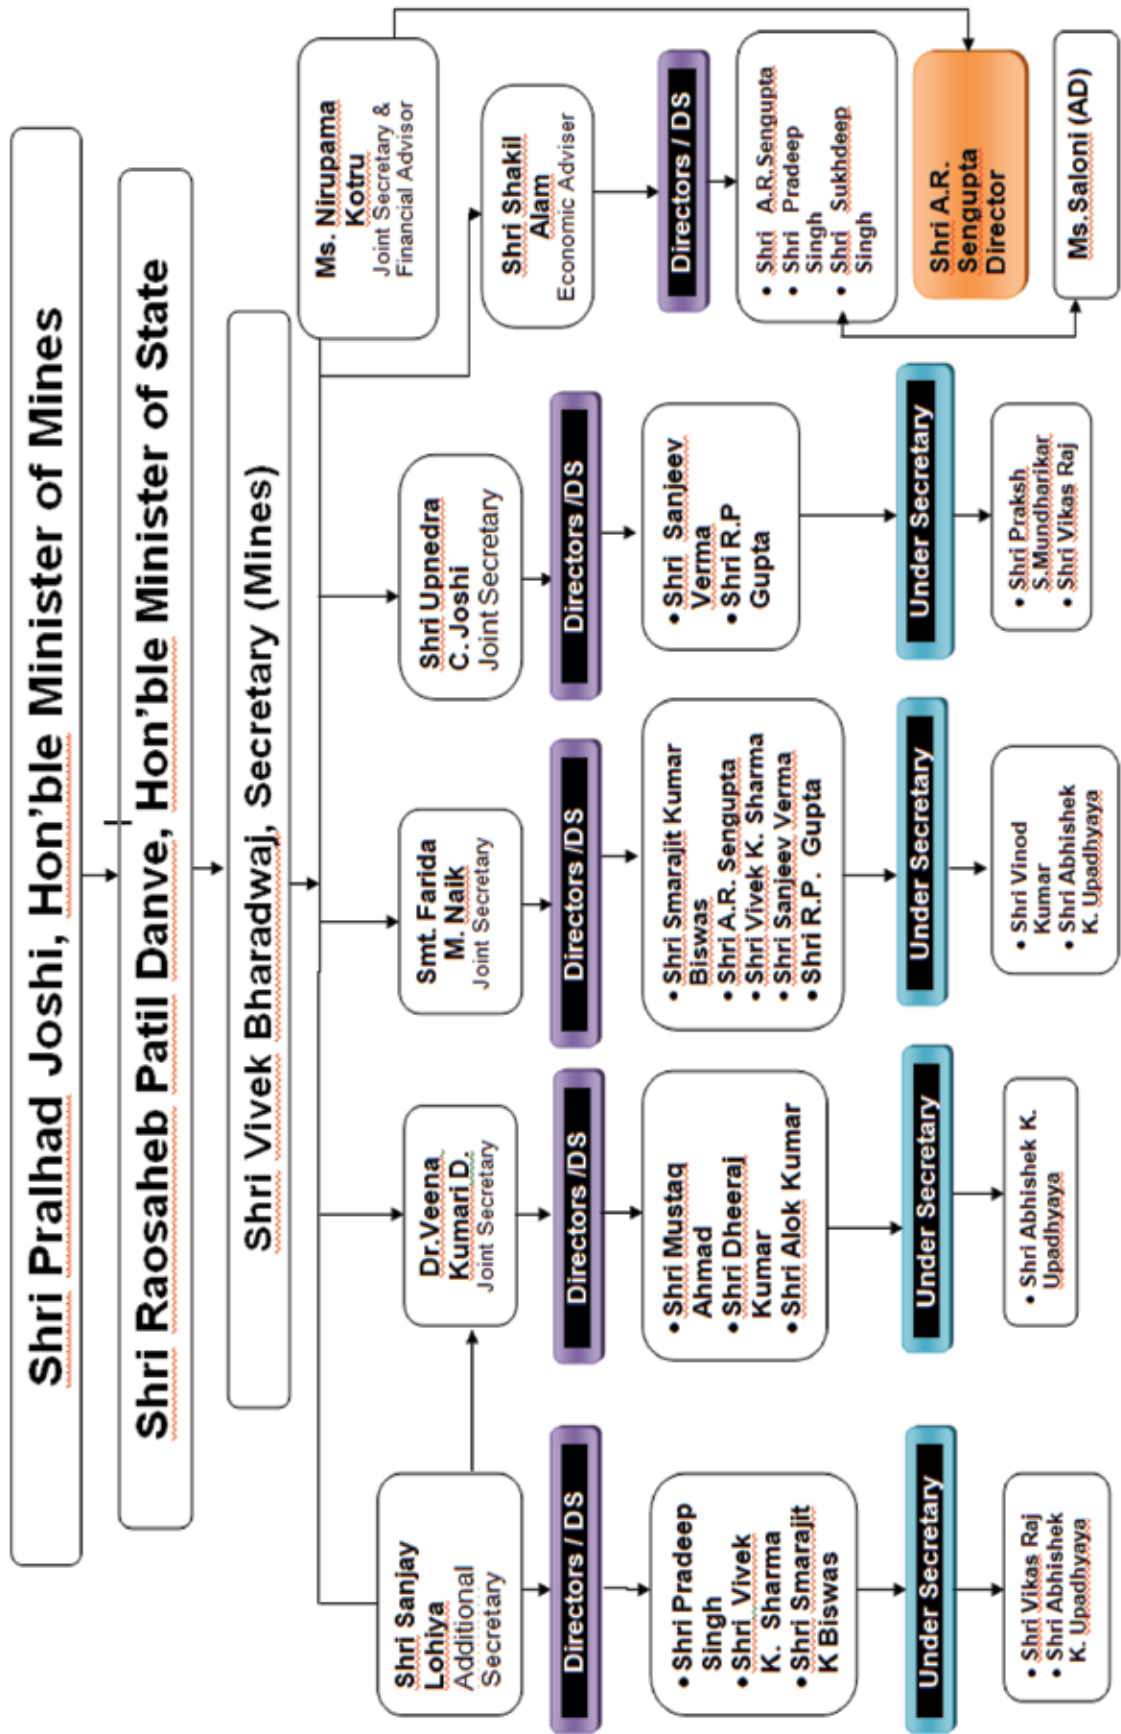 Shri Pralhad Joshi, Hon'ble Minister of Mines
Shri Raosaheb Patil Danve, Hon'ble Minister of State
Shri Vivek Bharadwaj, Secretary (Mines)
Shri Sanjay
Lohiya
Additional
Secretary
Directors / DS
• Shri Pradeep
Singh
• Shri Vivek
K. Sharma
• Shri Smarajit
K Biswas
Under Secretary
• Shri Vikas Raj
• Shri Abhishek
K. Upadhyaya
Dr.Veena
Kumari D.
Joint Secretary
Directors /DS
• Shri Mustaq
Ahmad
• Shri Dheeraj
Kumar
• Shri Alok Kumar
Under Secretary
• Shri Abhishek K.
Upadhyaya
Smt. Farida
M. Naik
Joint Secretary
Directors /DS
• Shri Smarajit Kumar
Biswas
• Shri A.R. Sengupta
• Shri Vivek K. Sharma
• Shri Sanjeev Verma
• Shri R.P. Gupta
Under Secretary
• Shri Vinod
Kumar
• Shri Abhishek
K. Upadhyaya
Shri Upnedra
C. Joshi
Joint Secretary
Directors /DS
• Shri Sanjeev
Verma
• Shri R.P
Gupta
Under Secretary
• Shri Praksh
S.Mundharikar
• Shri Vikas Raj
Ms. Nirupama
Kotru
Joint Secretary &
Financial Advisor
Shri Shakil
Alam
Economic Adviser
Directors / DS
• Shri A.R.Sengupta
• Shri Pradeep
Singh
• Shri Sukhdeep
Singh
Shri A.R.
Sengupta
Director
Ms.Saloni (AD)